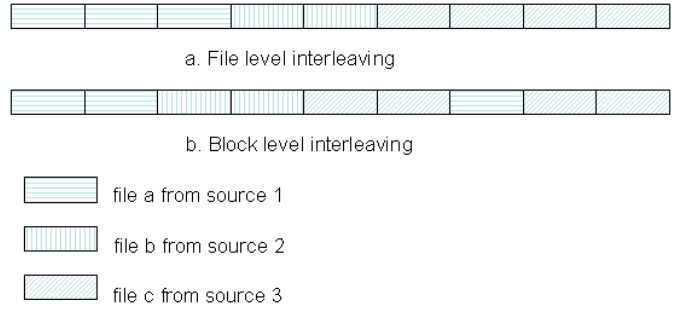 a. File level interleaving
b. Block level interleaving
file a from source 1
file b from source 2
file c from source 3